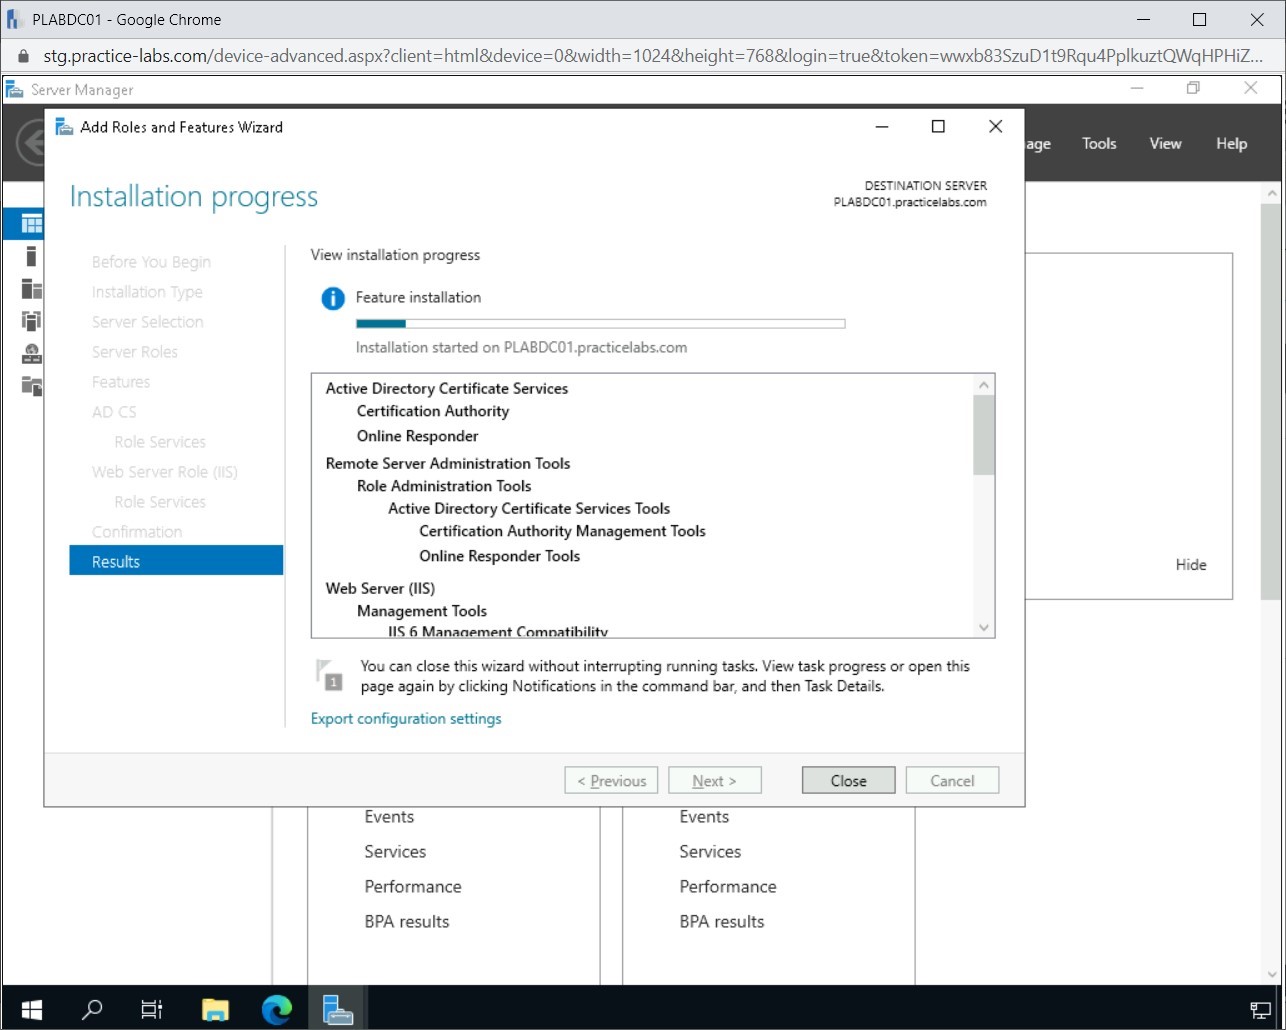 PLABDC01 - Google Chrome
stg.practice-labs.com/device-advanced.aspx?client=html&device=0&width=1024&height=768&login=true&token=wwxb83SzuD1t9Rqu4PplkuztQWqHPHiZ...
Server Manager
Add Roles and Features Wizard
age Tools View Help
Installation progress
DESTINATION SERVER
PLABDC01.practicelabs.com
Before You Begin
Installation Type
Server Selection
Server Roles
Features
AD CS
Role Services
Web Server Role (IIS)
Role Services
Confirmation
Results
View installation progress
Feature installation
Installation started on PLABDC01.practicelabs.com
Active Directory Certificate Services
Certification Authority
Online Responder
Remote Server Administration Tools
Role Administration Tools
Active Directory Certificate Services Tools
Certification Authority Management Tools
Online Responder Tools
Web Server (IIS)
Management Tools
IIS 6 Management Compatibility
1
You can close this wizard without interrupting running tasks. View task progress or open this
page again by clicking Notifications in the command bar, and then Task Details.
Export configuration settings
Hide
< Previous
Next >
Close
Cancel
Events
Services
Performance
BPA results
Events
Services
Performance
BPA results